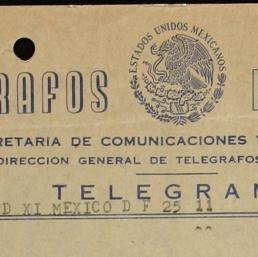 ESTADOS UNIDOS MEXICANOS
RAFOS
RETARIA DE COMUNICACIONES Y
DIRECCION GENERAL DE TELEGRAFOS
TELEGRAM
D XI MEXICO D F 25 11